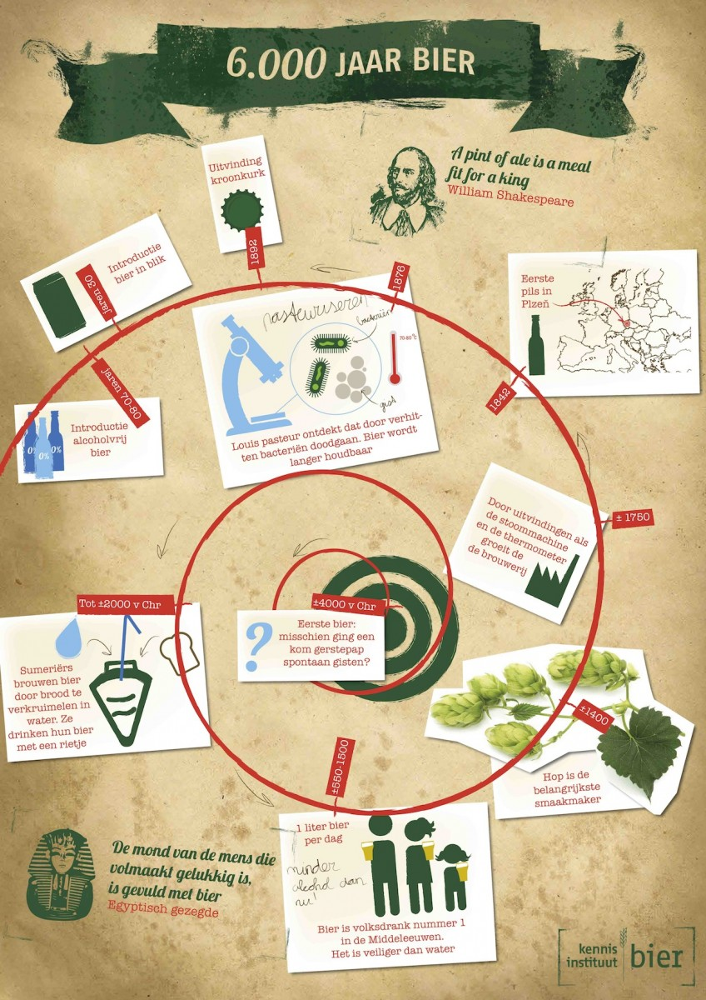 6.000 JAAR BIER
A pint of ale is a meal
fit for a king
William Shakespeare
Uitvinding
kroonkurk
1892
Introductie
bier in blik
jaren 30
jaren 70-80
Introductie
alcoholvrij
bier
0%
0%
0%
1876
pasteuriseren
bacteriën
70-80 °C
gist
Louis pasteur ontdekt dat door verhit-
ten bacteriën doodgaan. Bier wordt
langer houdbaar
Eerste
pils in
Plzeň
1842
± 1750
Door uitvindingen als
de stoommachine
en de thermometer
groeit de
de brouwerij
Tot ±2000 v Chr
Sumeriërs
brouwen bier
door brood te
verkruimelen in
water. Ze
drinken hun bier
met een rietje
±4000 v Chr
?
Eerste bier:
misschien ging een
kom gerstepap
spontaan gisten?
±1400
Hop is de
belangrijkste
smaakmaker
±550-1500
1 liter bier
per dag
minder
alcohol dan
nu!
Bier is volksdrank nummer 1
in de Middeleeuwen.
Het is veiliger dan water
De mond van de mens die
volmaakt gelukkig is,
is gevuld met bier
Egyptisch gezegde
kennis
instituut
bier